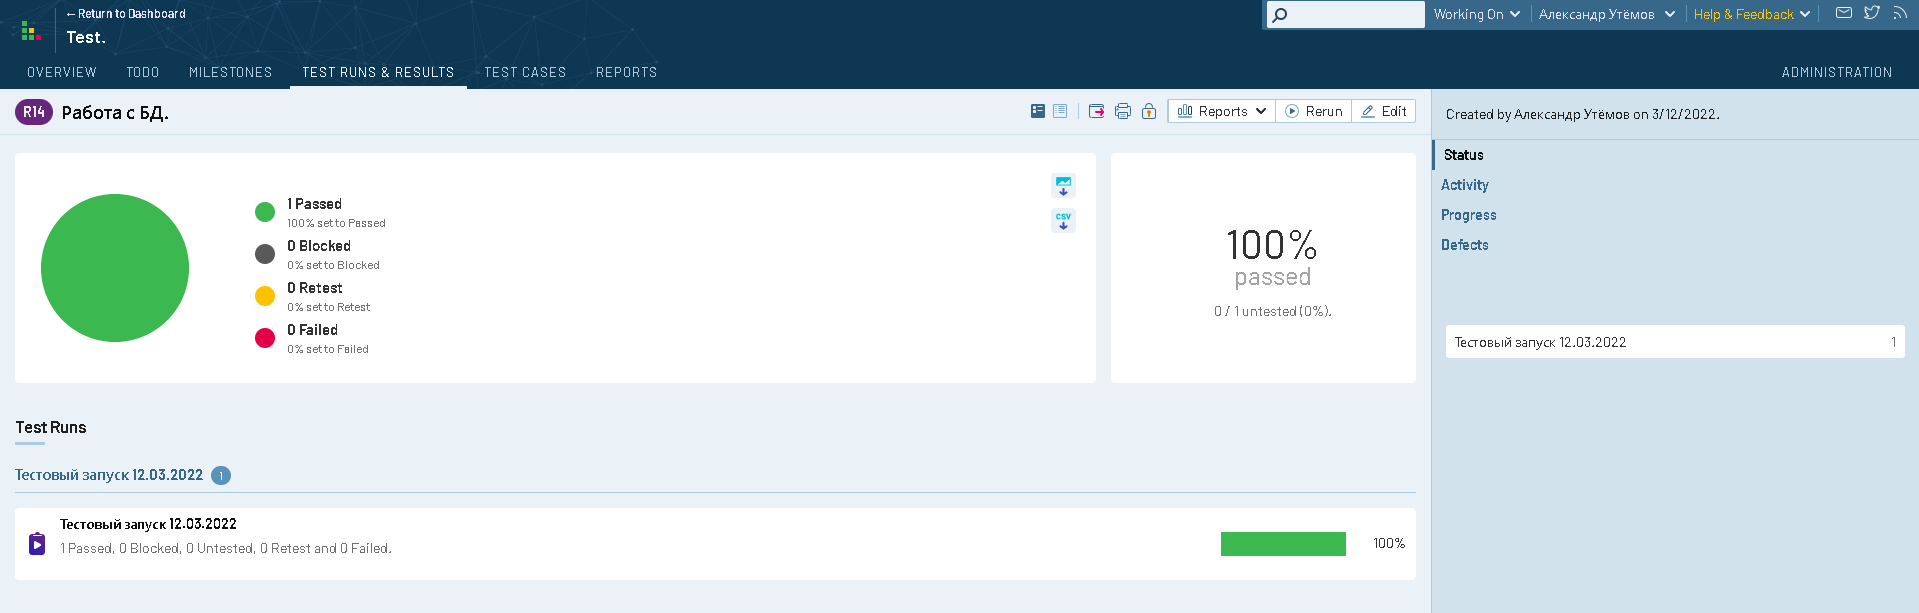 ←Return to Dashboard
Test.
Working On
Александр Утёмов
Help & Feedback
OVERVIEW
TODO
MILESTONES
TEST RUNS & RESULTS
TEST CASES
REPORTS
ADMINISTRATION
R14
Работа с БД.
Reports
Rerun
Edit
1 Passed
100% set to Passed
0 Blocked
0% set to Blocked
0 Retest
0% set to Retest
0 Failed
0% set to Failed
CSV
100%
passed
0 / 1 untested (0%).
Test Runs
Тестовый запуск 12.03.2022 1
Тестовый запуск 12.03.2022
1 Passed, 0 Blocked, 0 Untested, 0 Retest and 0 Failed.
100%
Created by Александр Утёмов on 3/12/2022.
Status
Activity
Progress
Defects
Тестовый запуск 12.03.2022 1